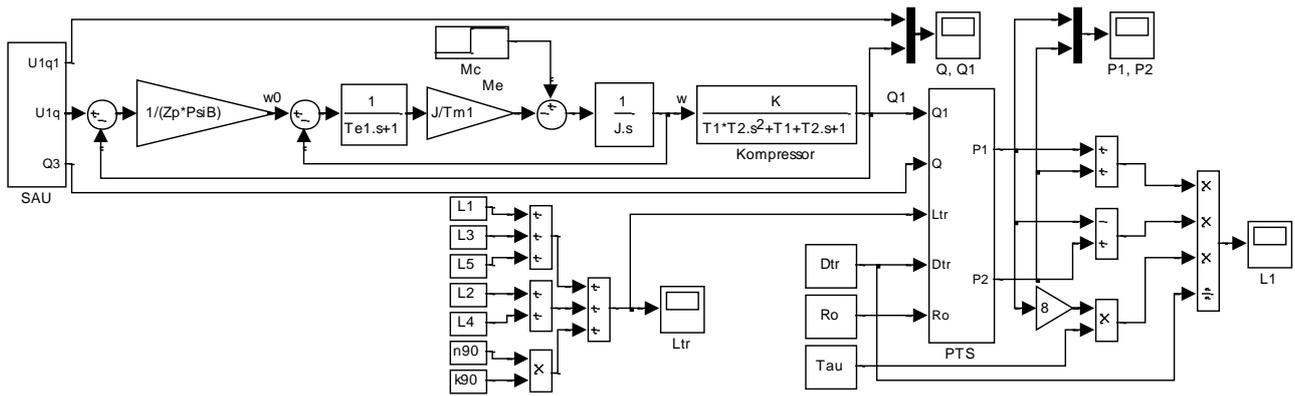 U1q1
U1q
Q3
SAU
1/(Zp*PsiB)
w0
1
Te1.s+1
J/Tm1
Mc
Me
1
J.s
w
K
T1*T2.s2+T1+T2.s+1
Kompressor
Q1
Q, Q1
P1, P2
Q1
Q
Ltr
Dtr
Ro
P1
P2
PTS
L1
L3
L5
L2
L4
n90
k90
Ltr
Dtr
Ro
Tau
8
L1